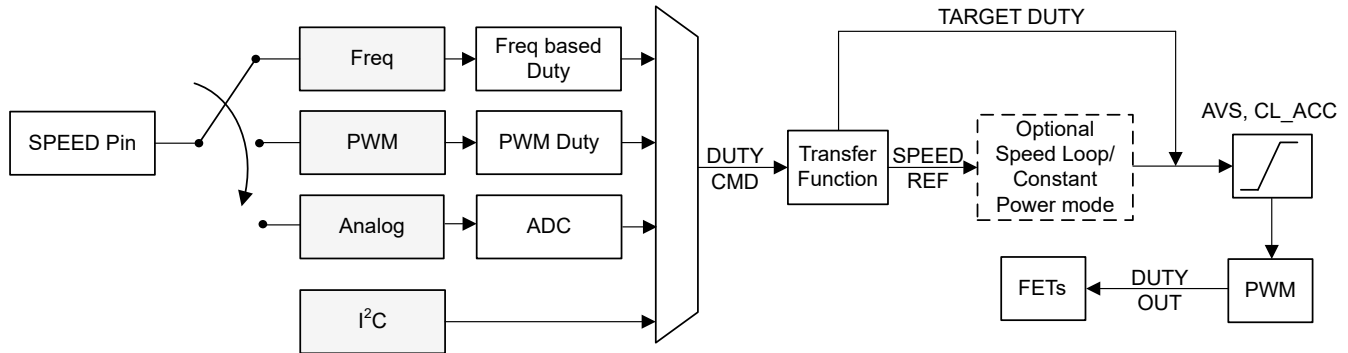 TARGET DUTY
Freq
Freq based
Duty
SPEED Pin
PWM
PWM Duty
Analog
ADC
I²C
DUTY
CMD
Transfer
Function
SPEED
REF
Optional
Speed Loop/
Constant
Power mode
AVS, CL_ACC
PWM
DUTY
OUT
FETs